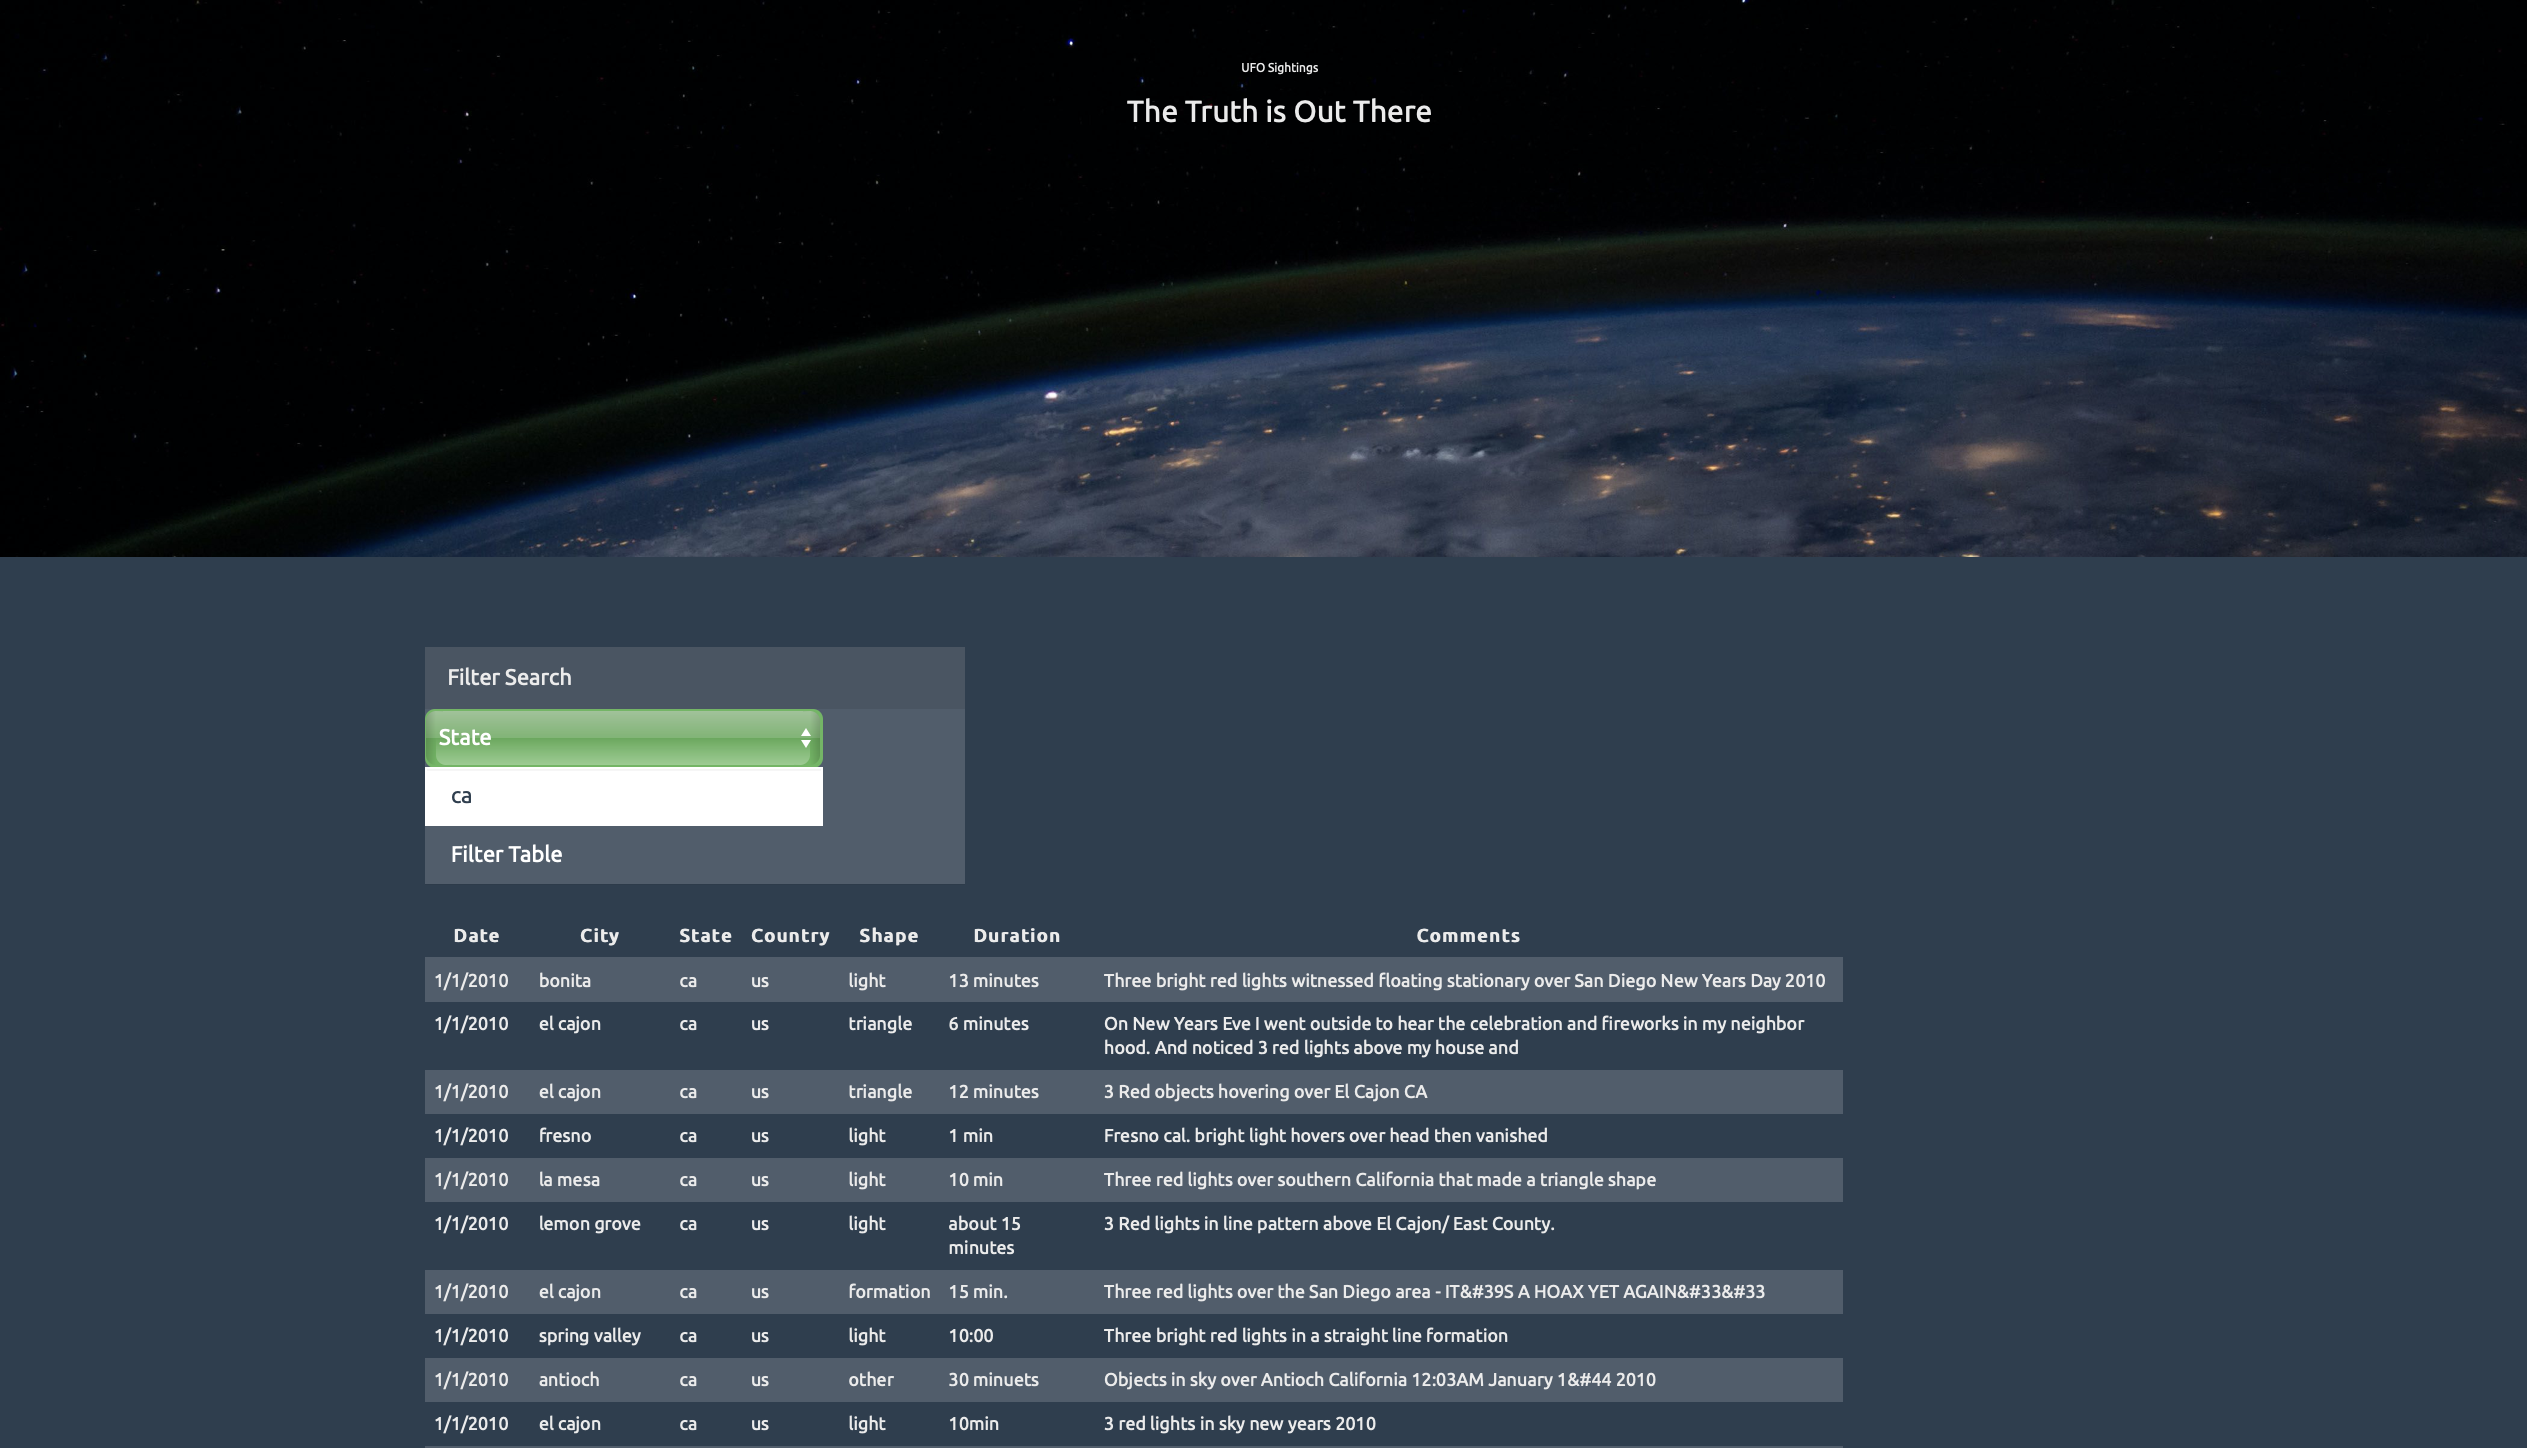 UFO Sightings
The Truth is Out There
Filter Search
State
ca
Filter Table
Date City State Country Shape Duration Comments
1/1/2010 bonita ca us light 13 minutes Three bright red lights witnessed floating stationary over San Diego New Years Day 2010
1/1/2010 el cajon ca us triangle 6 minutes On New Years Eve I went outside to hear the celebration and fireworks in my neighbor
hood. And noticed 3 red lights above my house and
1/1/2010 el cajon ca us triangle 12 minutes 3 Red objects hovering over El Cajon CA
1/1/2010 fresno ca us light 1 min Fresno cal. bright light hovers over head then vanished
1/1/2010 la mesa ca us light 10 min Three red lights over southern California that made a triangle shape
1/1/2010 lemon grove ca us light about 15 3 Red lights in line pattern above El Cajon/ East County.
minutes
1/1/2010 el cajon ca us formation 15 min. Three red lights over the San Diego area - IT&#39S A HOAX YET AGAIN&#33&#33
1/1/2010 spring valley ca us light 10:00 Three bright red lights in a straight line formation
1/1/2010 antioch ca us other 30 minuets Objects in sky over Antioch California 12:03AM January 1&#44 2010
1/1/2010 el cajon ca us light 10min 3 red lights in sky new years 2010